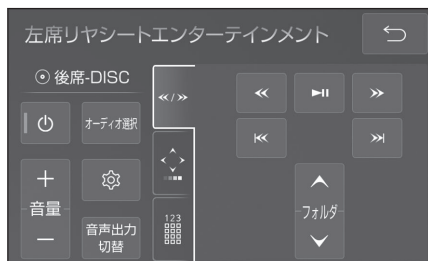 左席リヤシートエンターテインメント
後席-DISC
オーディオ選択
+
音量
−
音声出力
切替
123
フォルダ